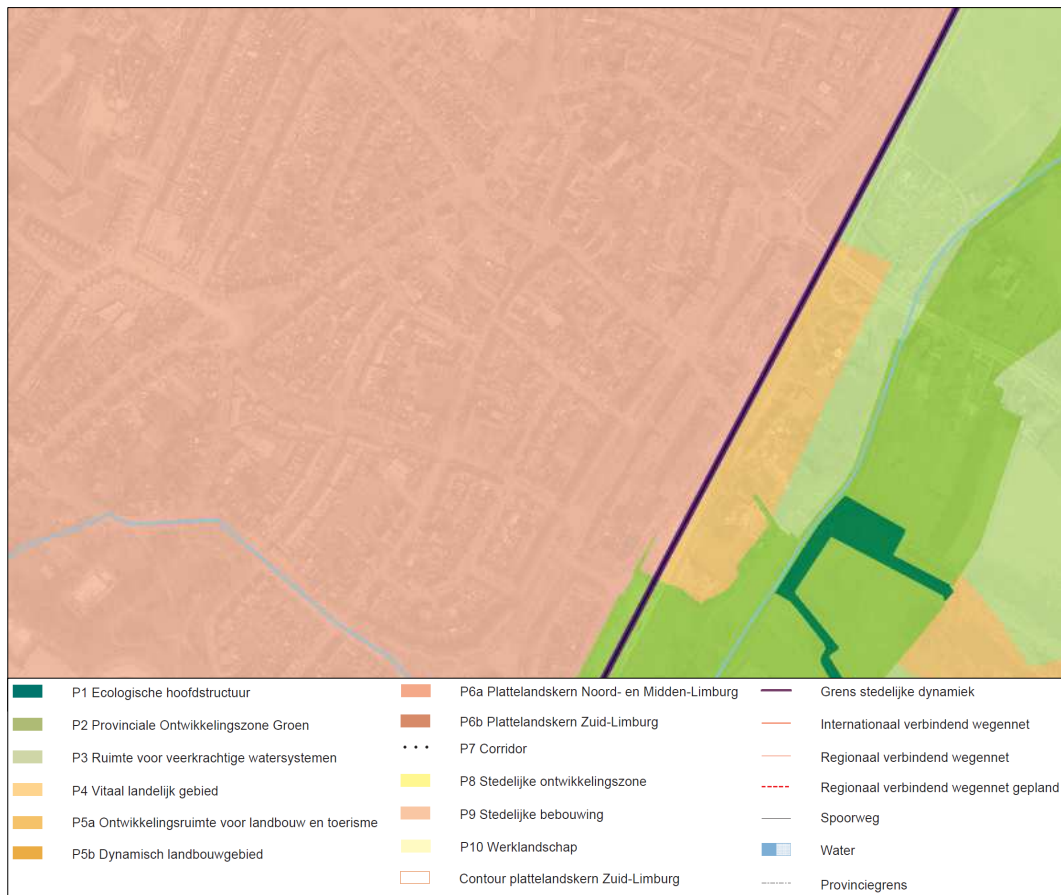 P1 Ecologische hoofdstructuur
P2 Provinciale Ontwikkelingszone Groen
P3 Ruimte voor veerkrachtige watersystemen
P4 Vitaal landelijk gebied
P5a Ontwikkelingsruimte voor landbouw en toerisme
P5b Dynamisch landbouwgebied
P6a Plattelandskern Noord- en Midden-Limburg
P6b Plattelandskern Zuid-Limburg
P7 Corridor
P8 Stedelijke ontwikkelingszone
P9 Stedelijke bebouwing
P10 Werklandschap
Contour plattelandskern Zuid-Limburg
Grens stedelijke dynamiek
Internationaal verbindend wegennet
Regionaal verbindend wegennet
Regionaal verbindend wegennet gepland
Spoorweg
Water
Provinciegrens